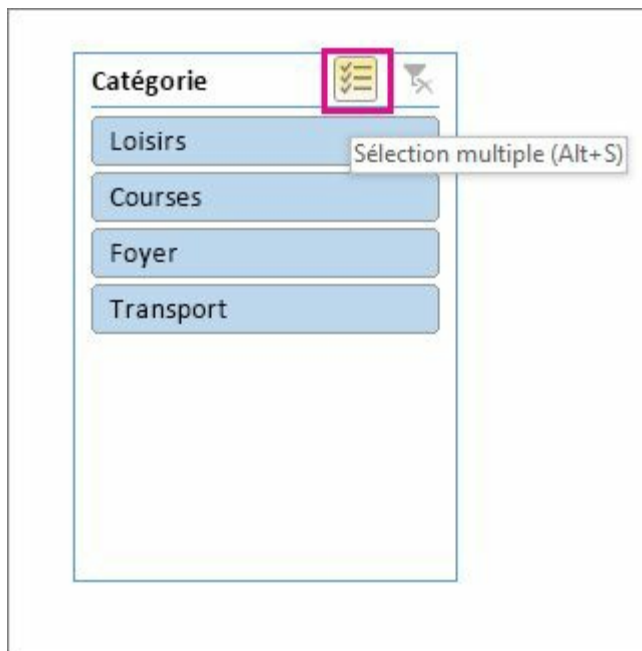 Catégorie
Loisirs
Sélection multiple (Alt+S)
Courses
Foyer
Transport